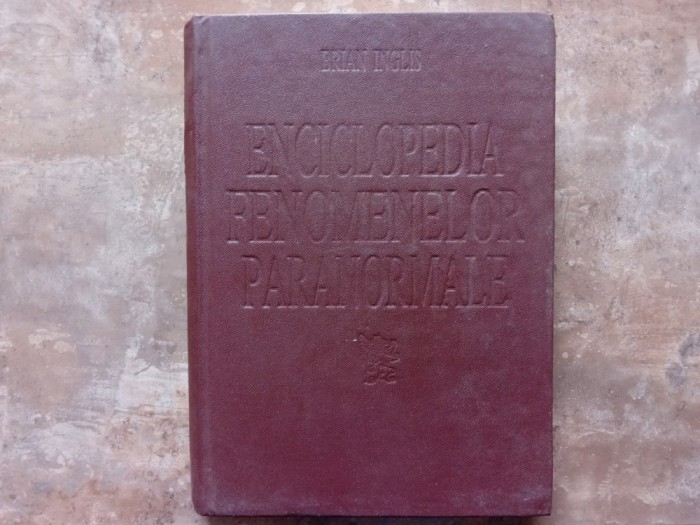 BRIAN INGLIS
ENCICLOPEDIA
FENOMENELOR
PARANORMALE